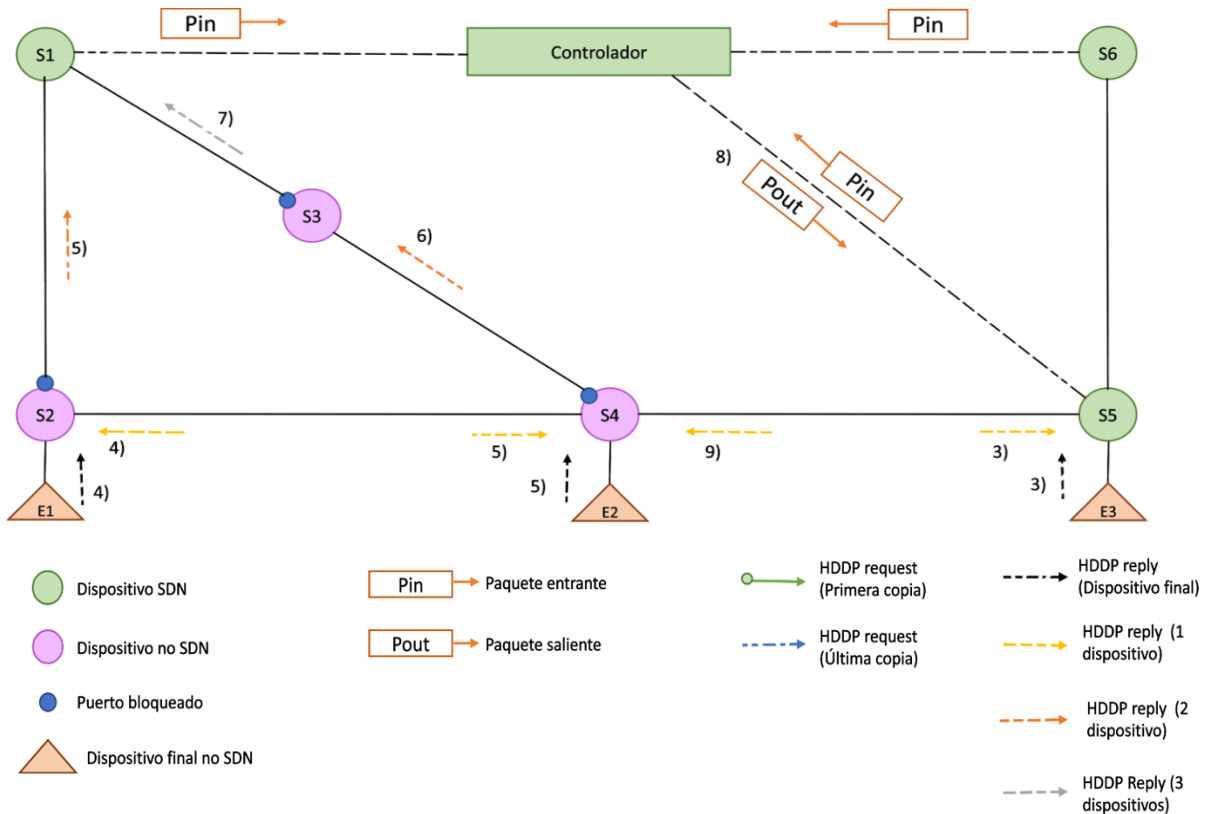 Pin
Pin
S1
Controlador
S6
7)
8)
Pin
Pout
S3
5)
6)
S2
S4
S5
4)
5)
9)
3)
4)
5)
3)
E1
E2
E3
Dispositivo SDN
Dispositivo no SDN
Puerto bloqueado
Dispositivo final no SDN
Pin
Paquete entrante
Pout
Paquete saliente
HDDP request
(Primera copia)
HDDP request
(Última copia)
HDDP reply
(Dispositivo final)
HDDP reply (1
dispositivo)
HDDP reply (2
dispositivo)
HDDP Reply (3
dispositivos)